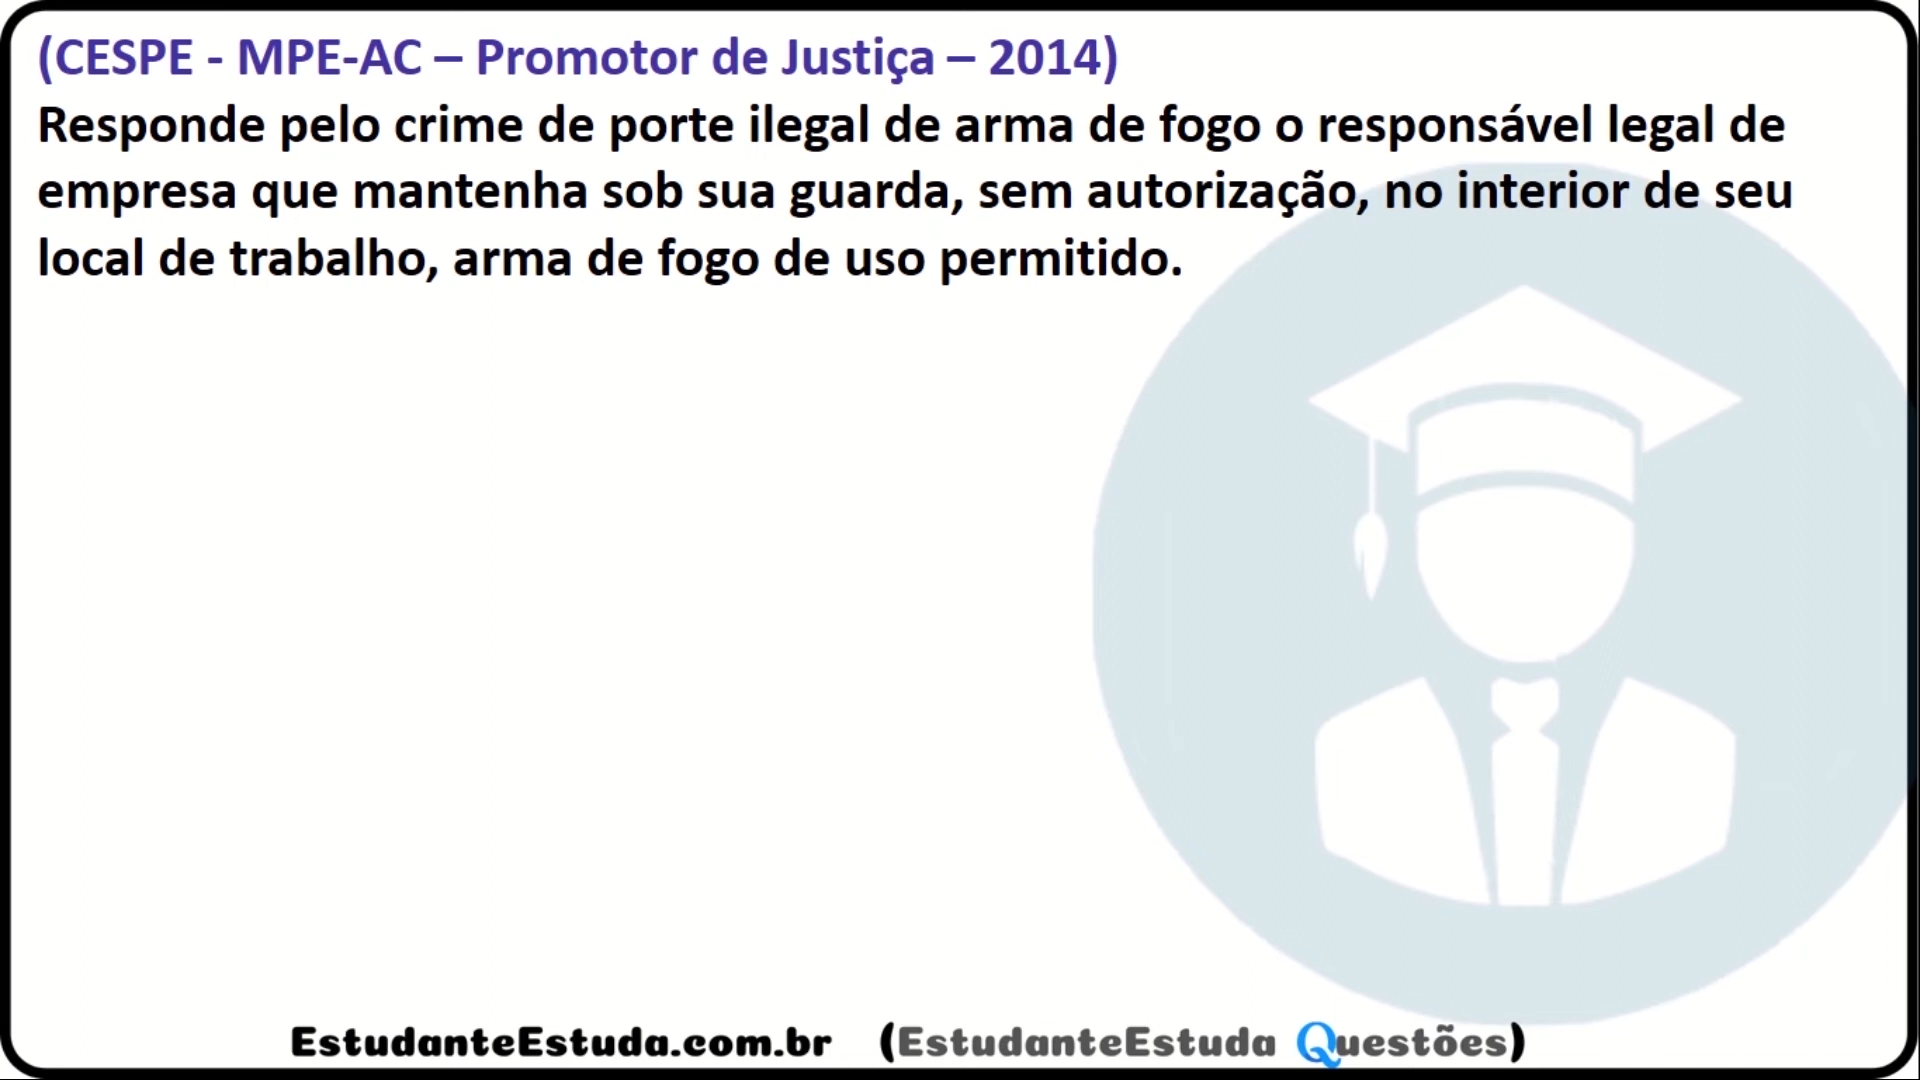 (CESPE - MPE-AC – Promotor de Justiça – 2014)
Responde pelo crime de porte ilegal de arma de fogo o responsável legal de
empresa que mantenha sob sua guarda, sem autorização, no interior de seu
local de trabalho, arma de fogo de uso permitido.
EstudanteEstuda.com.br (EstudanteEstuda Questões)